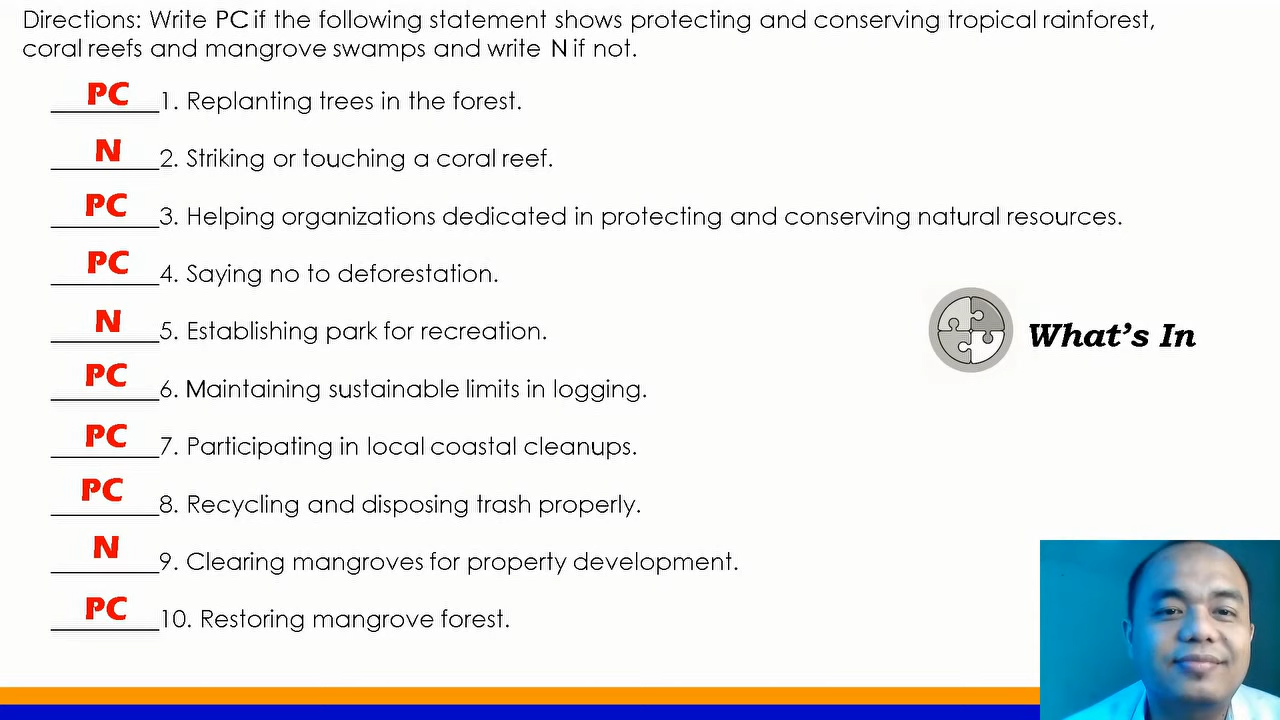 Directions: Write PC if the following statement shows protecting and conserving tropical rainforest,
coral reefs and mangrove swamps and write N if not.
PC 1. Replanting trees in the forest.
N 2. Striking or touching a coral reef.
PC 3. Helping organizations dedicated in protecting and conserving natural resources.
PC 4. Saying no to deforestation.
N 5. Establishing park for recreation.
What's In
PC 6. Maintaining sustainable limits in logging.
PC 7. Participating in local coastal cleanups.
PC 8. Recycling and disposing trash properly.
N 9. Clearing mangroves for property development.
PC 10. Restoring mangrove forest.